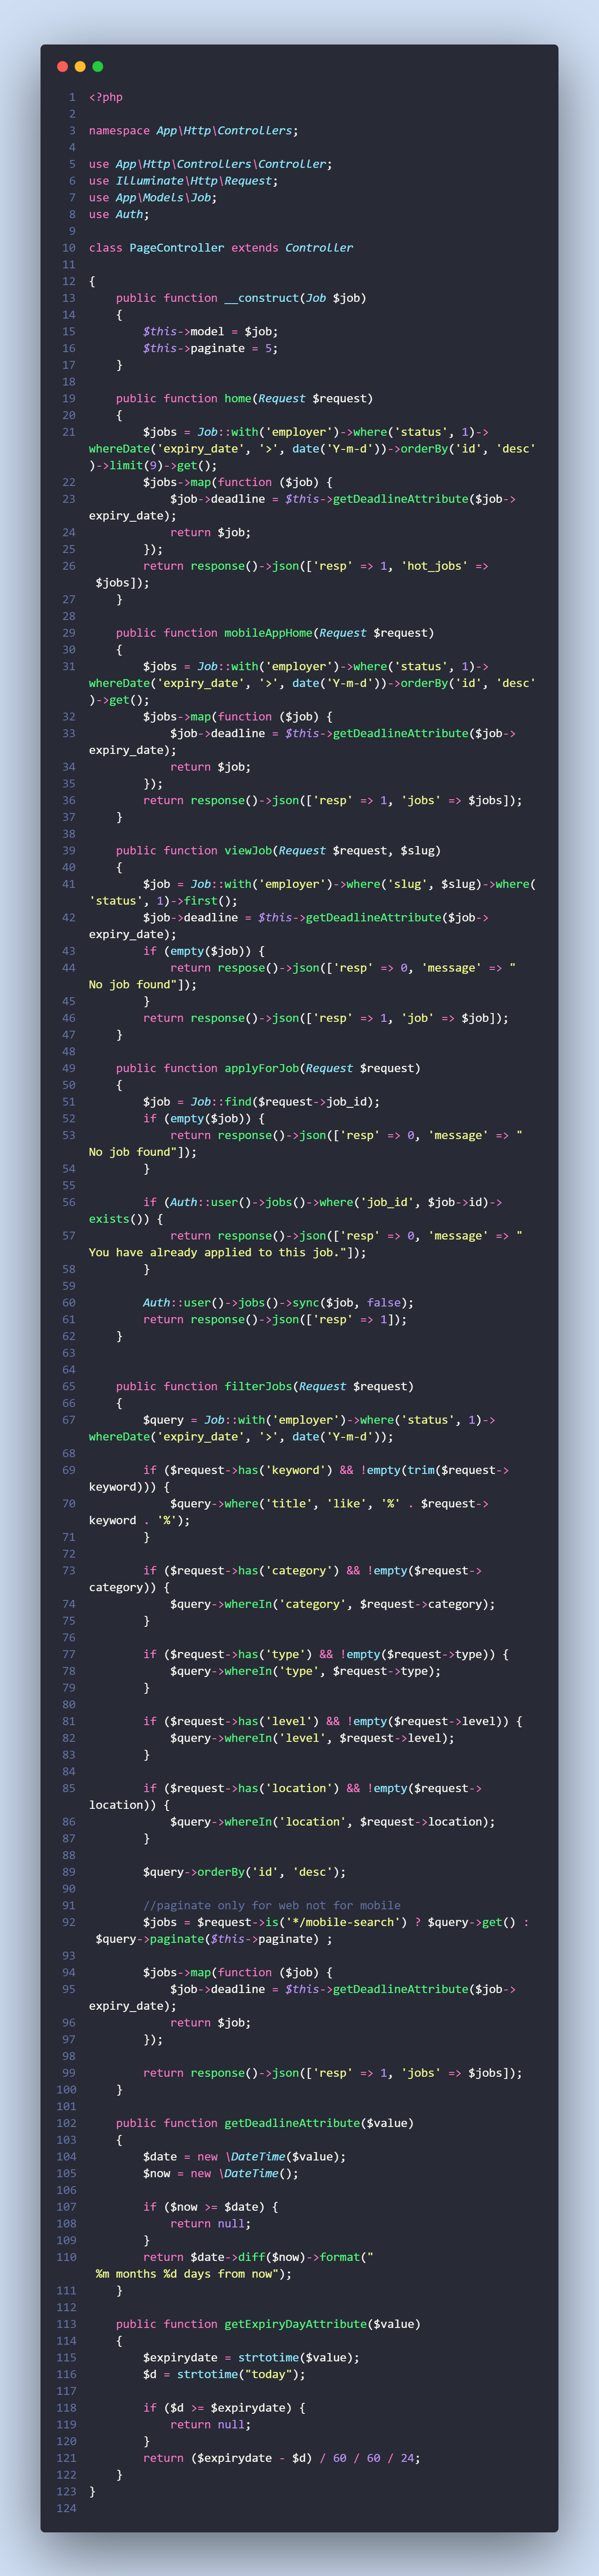 1 <?php
2
3 namespace App\Http\Controllers;
4
5 use App\Http\Controllers\Controller;
6 use Illuminate\Http\Request;
7 use App\Models\Job;
8 use Auth;
9
10 class PageController extends Controller
11
12 {
13     public function __construct(Job $job)
14     {
15         $this->model = $job;
16         $this->paginate = 5;
17     }
18
19     public function home(Request $request)
20     {
21         $jobs = Job::with('employer')->where('status', 1)->
whereDate('expiry_date', '>', date('Y-m-d'))->orderBy('id', 'desc'
)->limit(9)->get();
22         $jobs->map(function ($job) {
23             $job->deadline = $this->getDeadlineAttribute($job->
expiry_date);
24             return $job;
25         });
26         return response()->json(['resp' => 1, 'hot_jobs' =>
 $jobs]);
27     }
28
29     public function mobileAppHome(Request $request)
30     {
31         $jobs = Job::with('employer')->where('status', 1)->
whereDate('expiry_date', '>', date('Y-m-d'))->orderBy('id', 'desc'
)->get();
32         $jobs->map(function ($job) {
33             $job->deadline = $this->getDeadlineAttribute($job->
expiry_date);
34             return $job;
35         });
36         return response()->json(['resp' => 1, 'jobs' => $jobs]);
37     }
38
39     public function viewJob(Request $request, $slug)
40     {
41         $job = Job::with('employer')->where('slug', $slug)->where(
'status', 1)->first();
42         $job->deadline = $this->getDeadlineAttribute($job->
expiry_date);
43         if (empty($job)) {
44             return respose()->json(['resp' => 0, 'message' => "
No job found"]);
45         }
46         return response()->json(['resp' => 1, 'job' => $job]);
47     }
48
49     public function applyForJob(Request $request)
50     {
51         $job = Job::find($request->job_id);
52         if (empty($job)) {
53             return response()->json(['resp' => 0, 'message' => "
No job found"]);
54         }
55
56         if (Auth::user()->jobs()->where('job_id', $job->id)->
exists()) {
57             return response()->json(['resp' => 0, 'message' => "
You have already applied to this job."]);
58         }
59
60         Auth::user()->jobs()->sync($job, false);
61         return response()->json(['resp' => 1]);
62     }
63
64
65     public function filterJobs(Request $request)
66     {
67         $query = Job::with('employer')->where('status', 1)->
whereDate('expiry_date', '>', date('Y-m-d'));
68
69         if ($request->has('keyword') && !empty(trim($request->
keyword))) {
70             $query->where('title', 'like', '%' . $request->
keyword . '%');
71         }
72
73         if ($request->has('category') && !empty($request->
category)) {
74             $query->whereIn('category', $request->category);
75         }
76
77         if ($request->has('type') && !empty($request->type)) {
78             $query->whereIn('type', $request->type);
79         }
80
81         if ($request->has('level') && !empty($request->level)) {
82             $query->whereIn('level', $request->level);
83         }
84
85         if ($request->has('location') && !empty($request->
location)) {
86             $query->whereIn('location', $request->location);
87         }
88
89         $query->orderBy('id', 'desc');
90
91         //paginate only for web not for mobile
92         $jobs = $request->is('*/mobile-search') ? $query->get() :
 $query->paginate($this->paginate) ;
93
94         $jobs->map(function ($job) {
95             $job->deadline = $this->getDeadlineAttribute($job->
expiry_date);
96             return $job;
97         });
98
99         return response()->json(['resp' => 1, 'jobs' => $jobs]);
100     }
101
102     public function getDeadlineAttribute($value)
103     {
104         $date = new \DateTime($value);
105         $now = new \DateTime();
106
107         if ($now >= $date) {
108             return null;
109         }
110         return $date->diff($now)->format("
 %m months %d days from now");
111     }
112
113     public function getExpiryDayAttribute($value)
114     {
115         $expirydate = strtotime($value);
116         $d = strtotime("today");
117
118         if ($d >= $expirydate) {
119             return null;
120         }
121         return ($expirydate - $d) / 60 / 60 / 24;
122     }
123 }
124